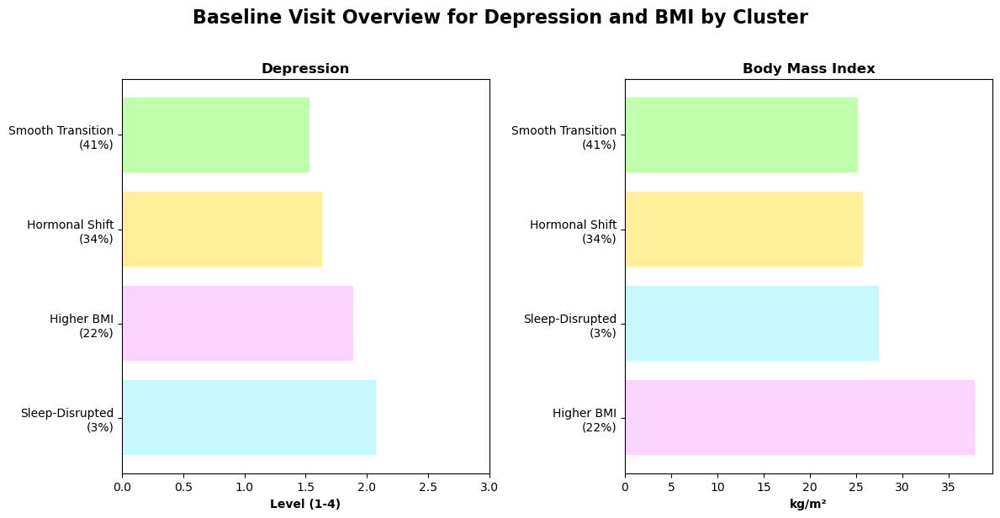 Baseline Visit Overview for Depression and BMI by Cluster
Depression
Smooth Transition
(41%)
Hormonal Shift
(34%)
Higher BMI
(22%)
Sleep-Disrupted
(3%)
0.0 0.5 1.0 1.5 2.0 2.5 3.0
Level (1-4)
Body Mass Index
Smooth Transition
(41%)
Hormonal Shift
(34%)
Sleep-Disrupted
(3%)
Higher BMI
(22%)
0 5 10 15 20 25 30 35
kg/m²